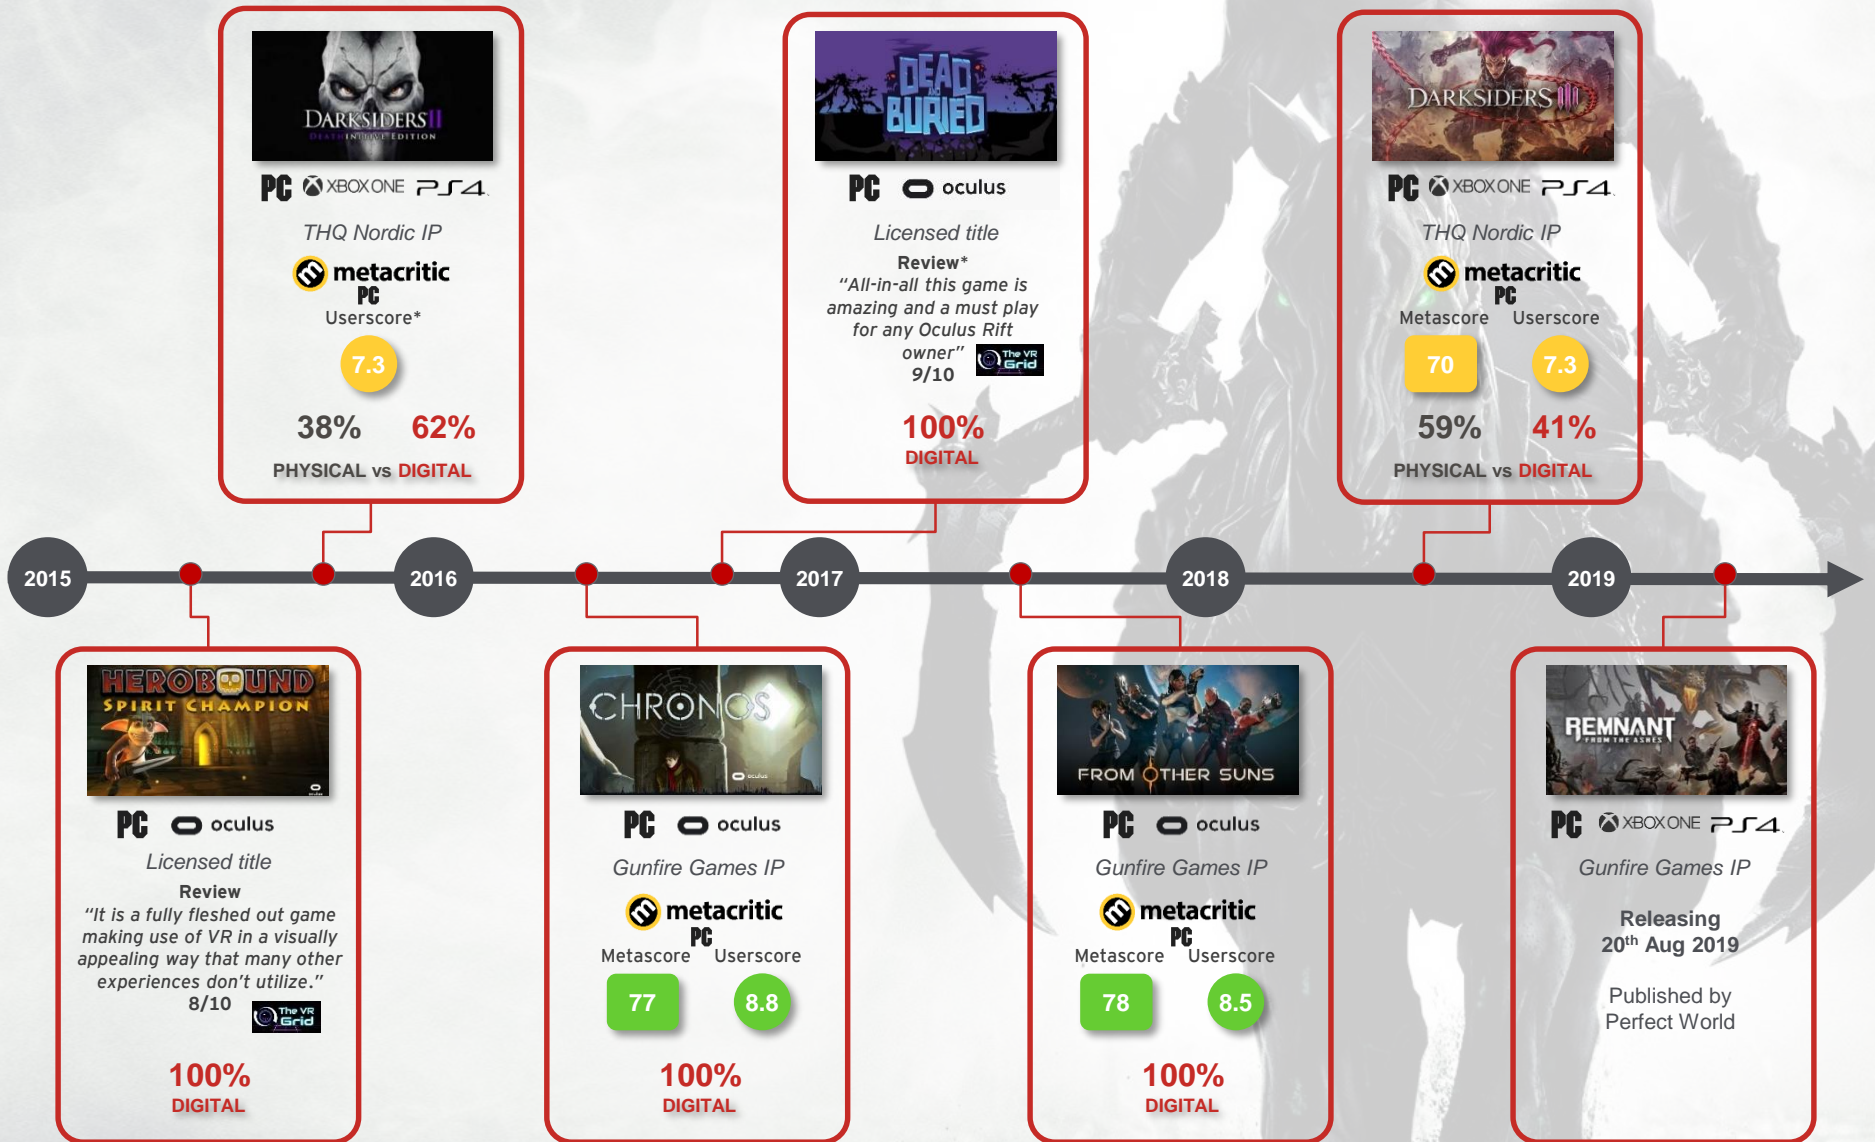 DARKSIDERS II
DEATHINITIVE EDITION
PC XBOX ONE PS4
THQ Nordic IP
metacritic
PC
Userscore*
7.3
38% 62%
PHYSICAL vs DIGITAL
DEAD
AND
BURIED
PC oculus
Licensed title
Review*
“All-in-all this game is
amazing and a must play
for any Oculus Rift
owner”
The VR
Grid
9/10
100%
DIGITAL
DARKSIDERS III
PC XBOX ONE PS4
THQ Nordic IP
metacritic
PC
Metascore Userscore
70 7.3
59% 41%
PHYSICAL vs DIGITAL
2015 2016 2017 2018 2019
HEROBOUND
SPIRIT CHAMPION
oculus
PC oculus
Licensed title
Review
“It is a fully fleshed out game
making use of VR in a visually
appealing way that many other
experiences don’t utilize.”
8/10
The VR
Grid
100%
DIGITAL
CHRONOS
oculus
PC oculus
Gunfire Games IP
metacritic
PC
Metascore Userscore
77 8.8
100%
DIGITAL
FROM OTHER SUNS
PC oculus
Gunfire Games IP
metacritic
PC
Metascore Userscore
78 8.5
100%
DIGITAL
REMNANT
FROM THE ASHES
PC XBOX ONE PS4
Gunfire Games IP
Releasing
20th Aug 2019
Published by
Perfect World